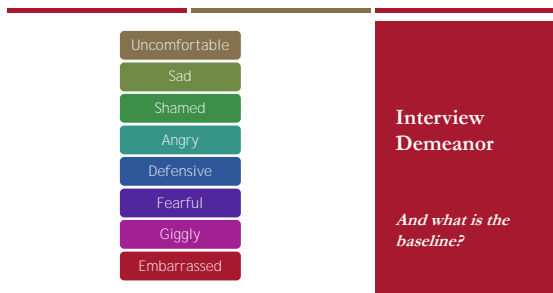 Uncomfortable
Sad
Shamed
Angry
Defensive
Fearful
Giggly
Embarrassed
Interview
Demeanor
And what is the
baseline?